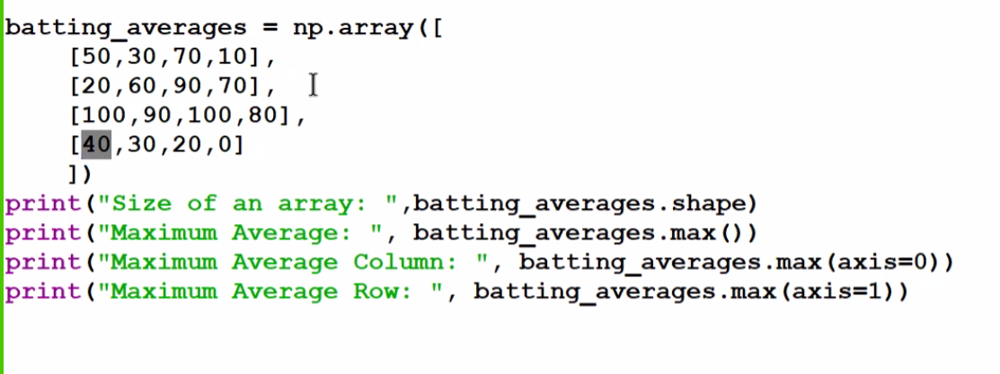 batting_averages = np.array([
[50,30,70,10],
[20,60,90,70],
[100,90,100,80],
[40,30,20,0]
])
print("Size of an array: ",batting_averages.shape)
print("Maximum Average: ", batting_averages.max())
print("Maximum Average Column: ", batting_averages.max(axis=0))
print("Maximum Average Row: ", batting_averages.max(axis=1))